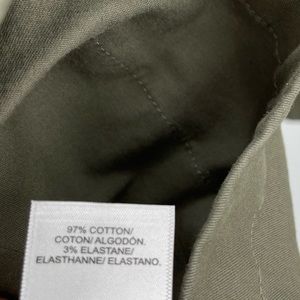 97% COTTON/
COTON/ ALGODÓN.
3% ELASTANE/
ELASTHANNE/ ELASTANO.